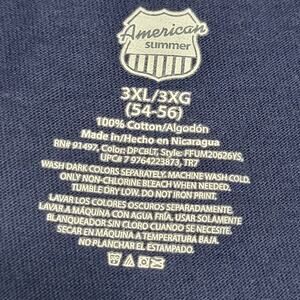 American
summer
3XL/3XG
(54-56)
100% Cotton/Algodón
Made in/Hecho en Nicaragua
RN# 91497, Color: DPCBLT, Style: FFUM20626YS,
UPC# 7 9764223873, TR7
WASH DARK COLORS SEPARATELY. MACHINE WASH COLD.
ONLY NON-CHLORINE BLEACH WHEN NEEDED.
TUMBLE DRY LOW. DO NOT IRON PRINT.
LAVAR LOS COLORES OSCUROS SEPARADAMENTE.
LAVAR A MÁQUINA CON AGUA FRÍA. USAR SOLAMENTE
BLANQUEADOR SIN CLORO CUANDO SE NECESITE.
SECAR EN MÁQUINA A TEMPERATURA BAJA.
NO PLANCHAR EL ESTAMPADO.